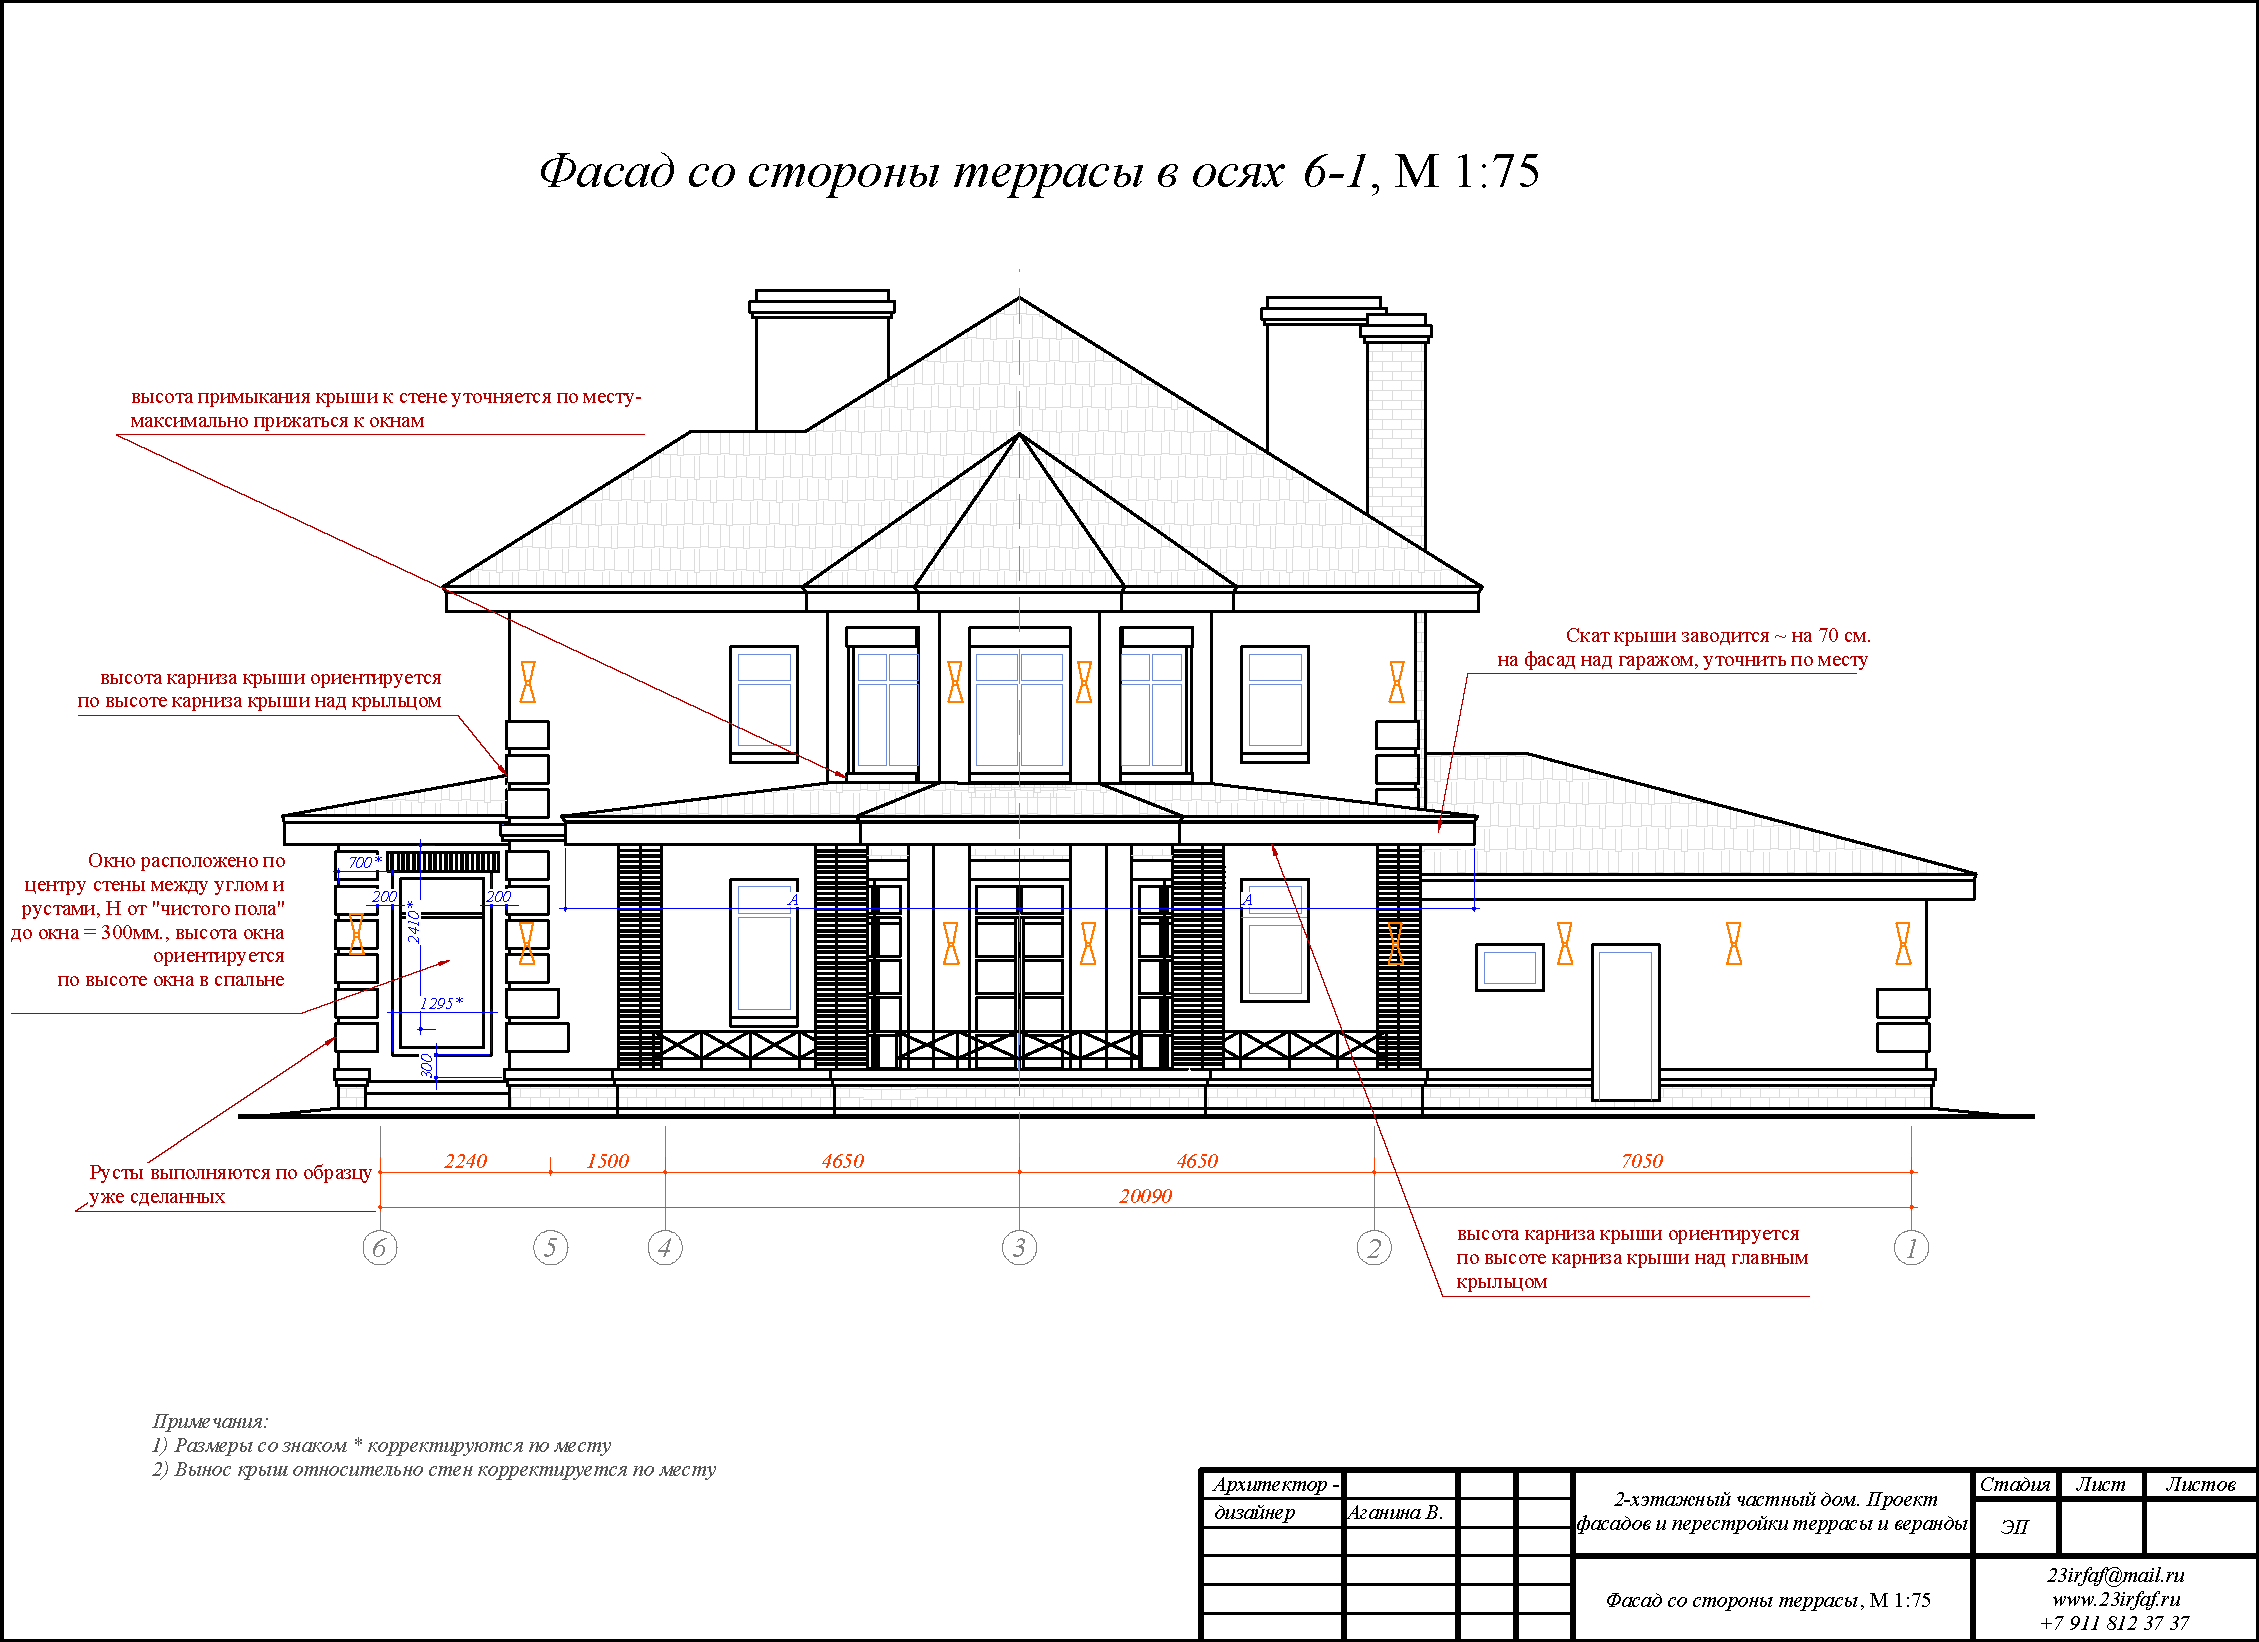 Фасад со стороны террасы в осях 6-1, М 1:75
высота примыкания крыши к стене уточняется по месту-
максимально прижаться к окнам
Скат крыши заводится ~ на 70 см.
на фасад над гаражом, уточнить по месту
высота карниза крыши ориентируется
по высоте карниза крыши над крыльцом
Окно расположено по
центру стены между углом и
рустами, Н от "чистого пола"
до окна = 300мм., высота окна
ориентируется
по высоте окна в спальне
700*
200
200
2410*
1295*
300
А
А
Русты выполняются по образцу
уже сделанных
2240
1500
4650
4650
7050
20090
6
5
4
3
2
1
высота карниза крыши ориентируется
по высоте карниза крыши над главным
крыльцом
Примечания:
1) Размеры со знаком * корректируются по месту
2) Вынос крыш относительно стен корректируется по месту
Архитектор -
дизайнер
Аганина В.
2-хэтажный частный дом. Проект
фасадов и перестройки террасы и веранды
Стадия
Лист
Листов
ЭП
Фасад со стороны террасы, М 1:75
23irfaf@mail.ru
www.23irfaf.ru
+7 911 812 37 37